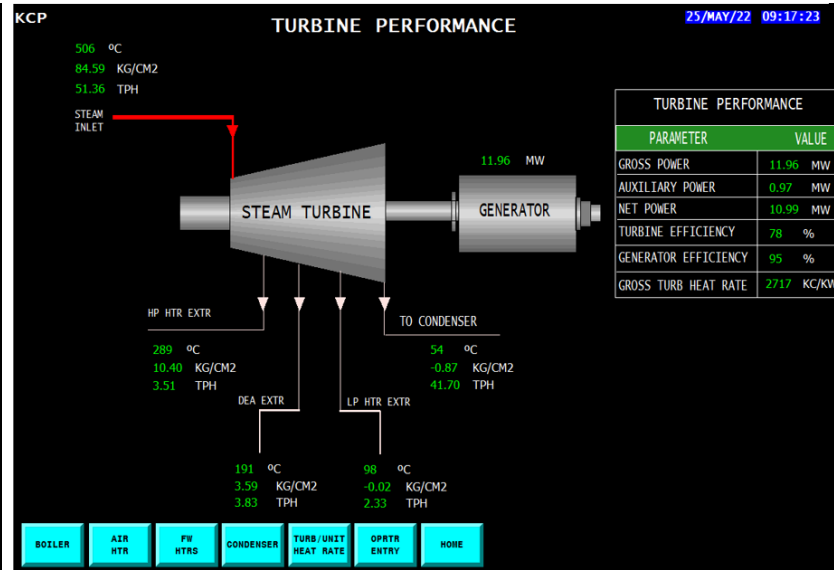 KCP
TURBINE PERFORMANCE
25/MAY/22 09:17:23
506 ºC
84.59 KG/CM2
51.36 TPH
STEAM
INLET
11.96 MW
STEAM TURBINE
GENERATOR
TURBINE PERFORMANCE
PARAMETER VALUE
GROSS POWER 11.96 MW
AUXILIARY POWER 0.97 MW
NET POWER 10.99 MW
TURBINE EFFICIENCY 78 %
GENERATOR EFFICIENCY 95 %
GROSS TURB HEAT RATE 2717 KC/KW
HP HTR EXTR
289 ºC
10.40 KG/CM2
3.51 TPH
TO CONDENSER
54 ºC
-0.87 KG/CM2
41.70 TPH
DEA EXTR
191 ºC
3.59 KG/CM2
3.83 TPH
LP HTR EXTR
98 ºC
-0.02 KG/CM2
2.33 TPH
BOILER
AIR
HTR
FW
HTRS
CONDENSER
TURB/UNIT
HEAT RATE
OPRTR
ENTRY
HOME